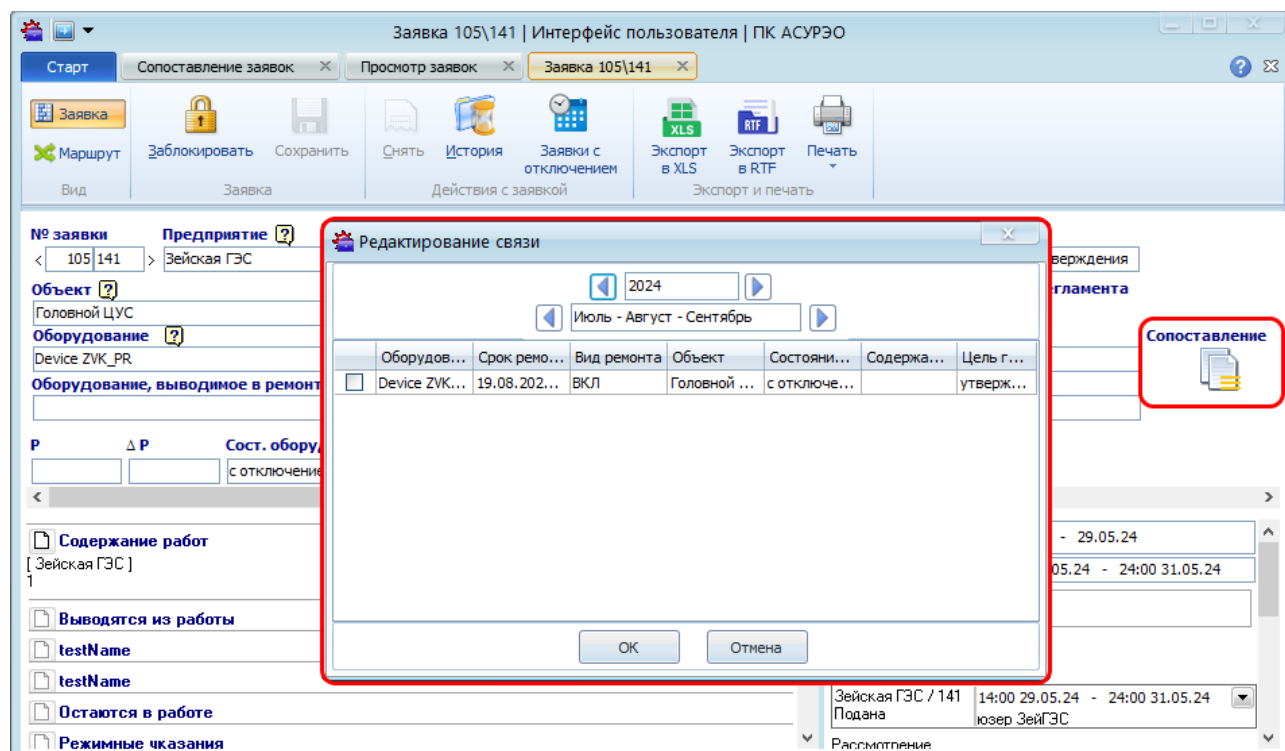 Заявка 105\141 | Интерфейс пользователя | ПК АСУРЭО
Старт Сопоставление заявок Просмотр заявок Заявка 105\141
Заявка Маршрут Заблокировать Сохранить Снять История Заявки с отключением Экспорт в XLS Экспорт в RTF Печать
Вид Заявка Действия с заявкой Экспорт и печать
№ заявки Предприятие
< 105 141 > Зейская ГЭС верждения
Объект гламента
Головной ЦУС
Оборудование
Device ZVK_PR
Оборудование, выводимое в ремонт
Сопоставление
P Δ P Сост. обору
с отключение
Редактирование связи
2024
Июль - Август - Сентябрь
Оборудов... Срок ремо... Вид ремонта Объект Состояни... Содержа... Цель г...
Device ZVK... 19.08.202... ВКЛ Головной ... с отключе... утверж...
ОК Отмена
Содержание работ
[ Зейская ГЭС ]
1
Выводятся из работы
testName
testName
Остаются в работе
Режимные указания
- 29.05.24
05.24 - 24:00 31.05.24
Зейская ГЭС / 141 14:00 29.05.24 - 24:00 31.05.24
Подана юзер ЗейГЭС
Рассмотрение